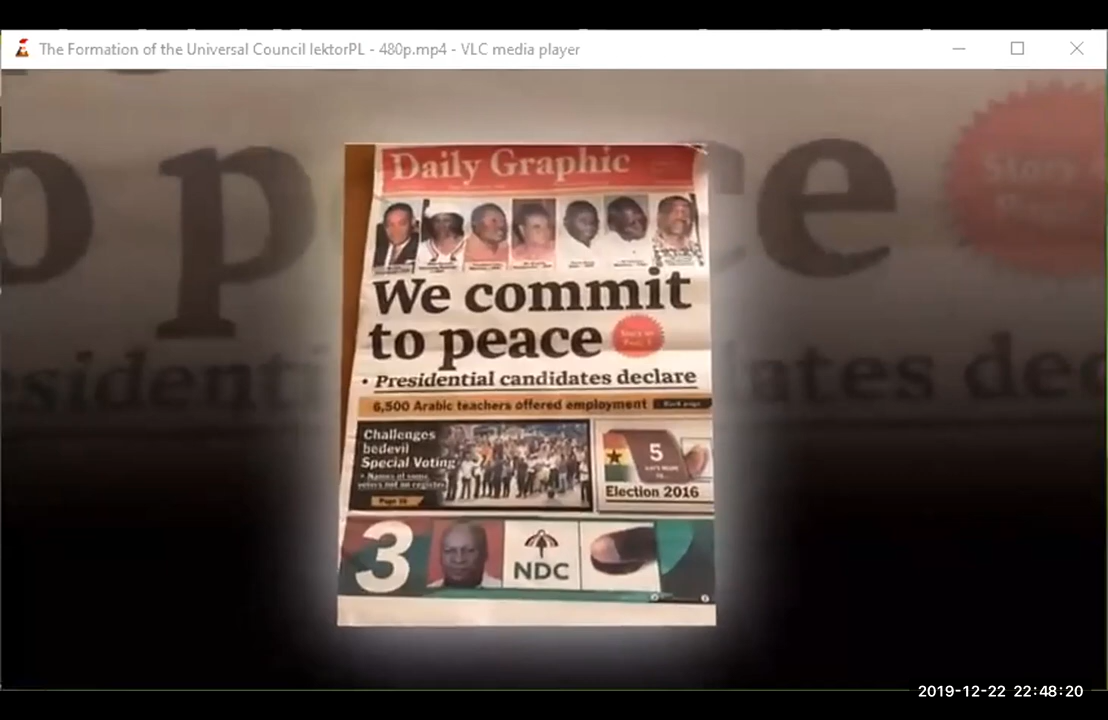 The Formation of the Universal Council lektorPL - 480p.mp4 - VLC media player
Daily Graphic
We commit
to peace
• Presidential candidates declare
6,500 Arabic teachers offered employment
Challenges
bedevil
Special Voting
Election 2016
5
3
NDC
2019-12-22 22:48:20